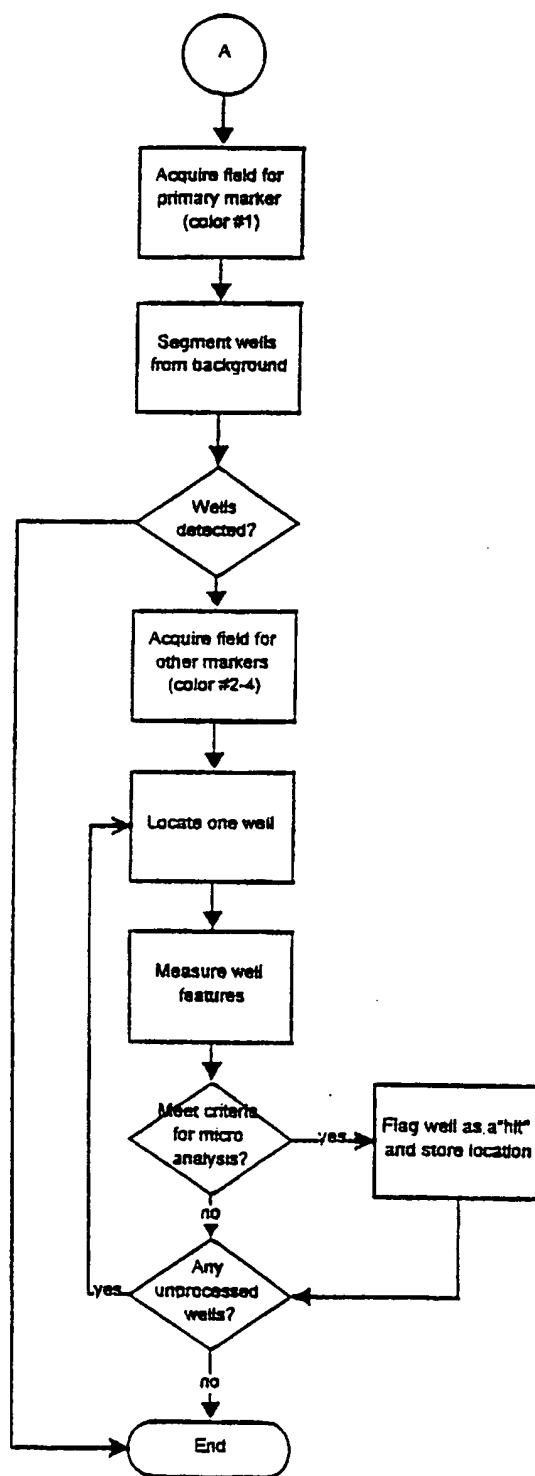 A
Acquire field for
primary marker
(color #1)
Segment wells
from background
Wells
detected?
Acquire field for
other markers
(color #2-4)
Locate one well
Measure well
features
Meet criteria
for micro
analysis?
yes
Flag well as a "hit"
and store location
no
Any
unprocessed
wells?
yes
no
End